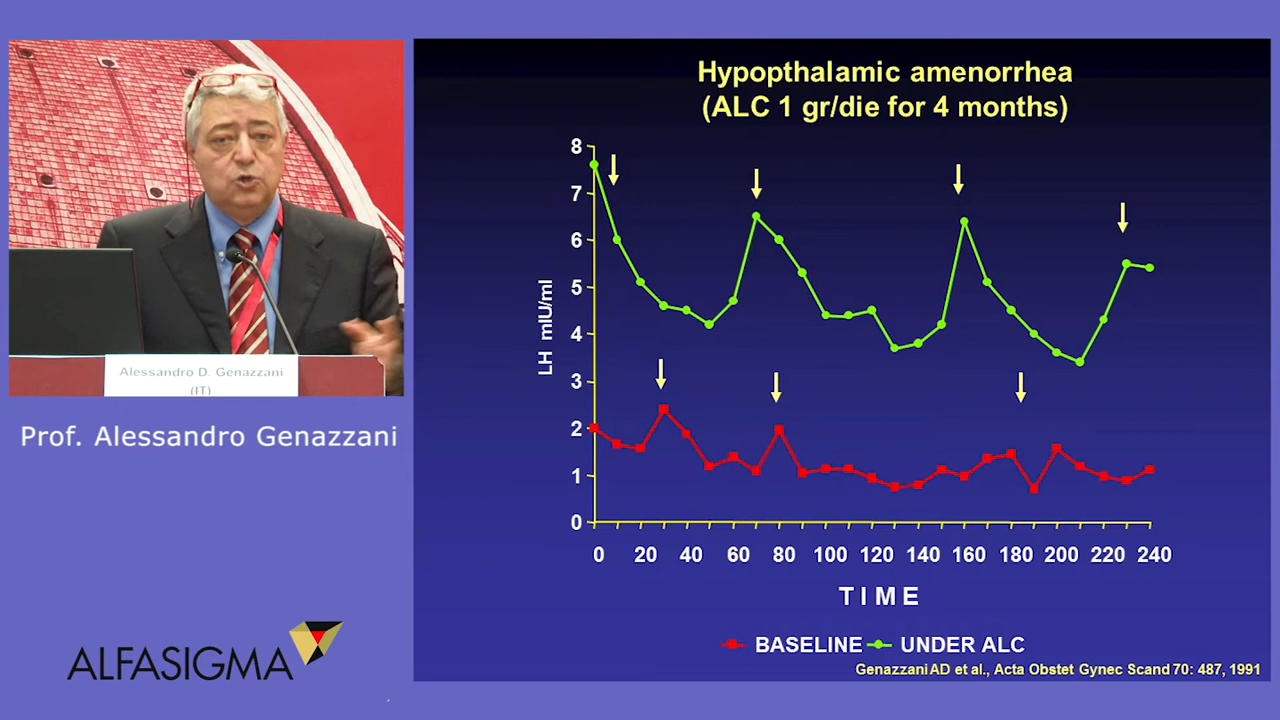 Alessandro D. Genazzani
(IT)
Prof. Alessandro Genazzani
ALFASIGMA
Hypopthalamic amenorrhea
(ALC 1 gr/die for 4 months)
LH mIU/ml
8
7
6
5
4
3
2
1
0
0 20 40 60 80 100 120 140 160 180 200 220 240
TIME
BASELINE UNDER ALC
Genazzani AD et al., Acta Obstet Gynec Scand 70: 487, 1991